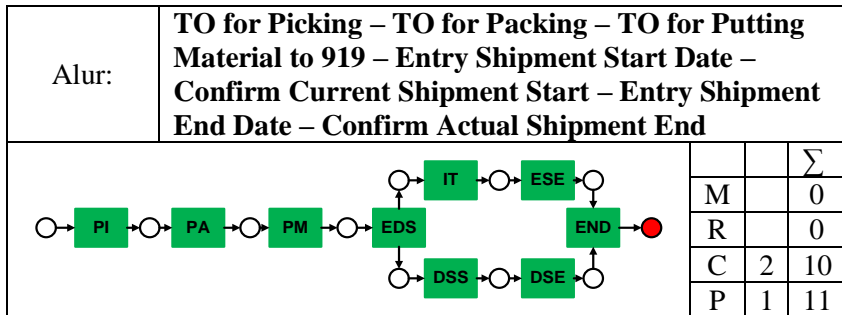 Alur:
TO for Picking – TO for Packing – TO for Putting
Material to 919 – Entry Shipment Start Date –
Confirm Current Shipment Start – Entry Shipment
End Date – Confirm Actual Shipment End
IT ESE
PI PA PM EDS END
DSS DSE
∑
M 0
R 0
C 2 10
P 1 11